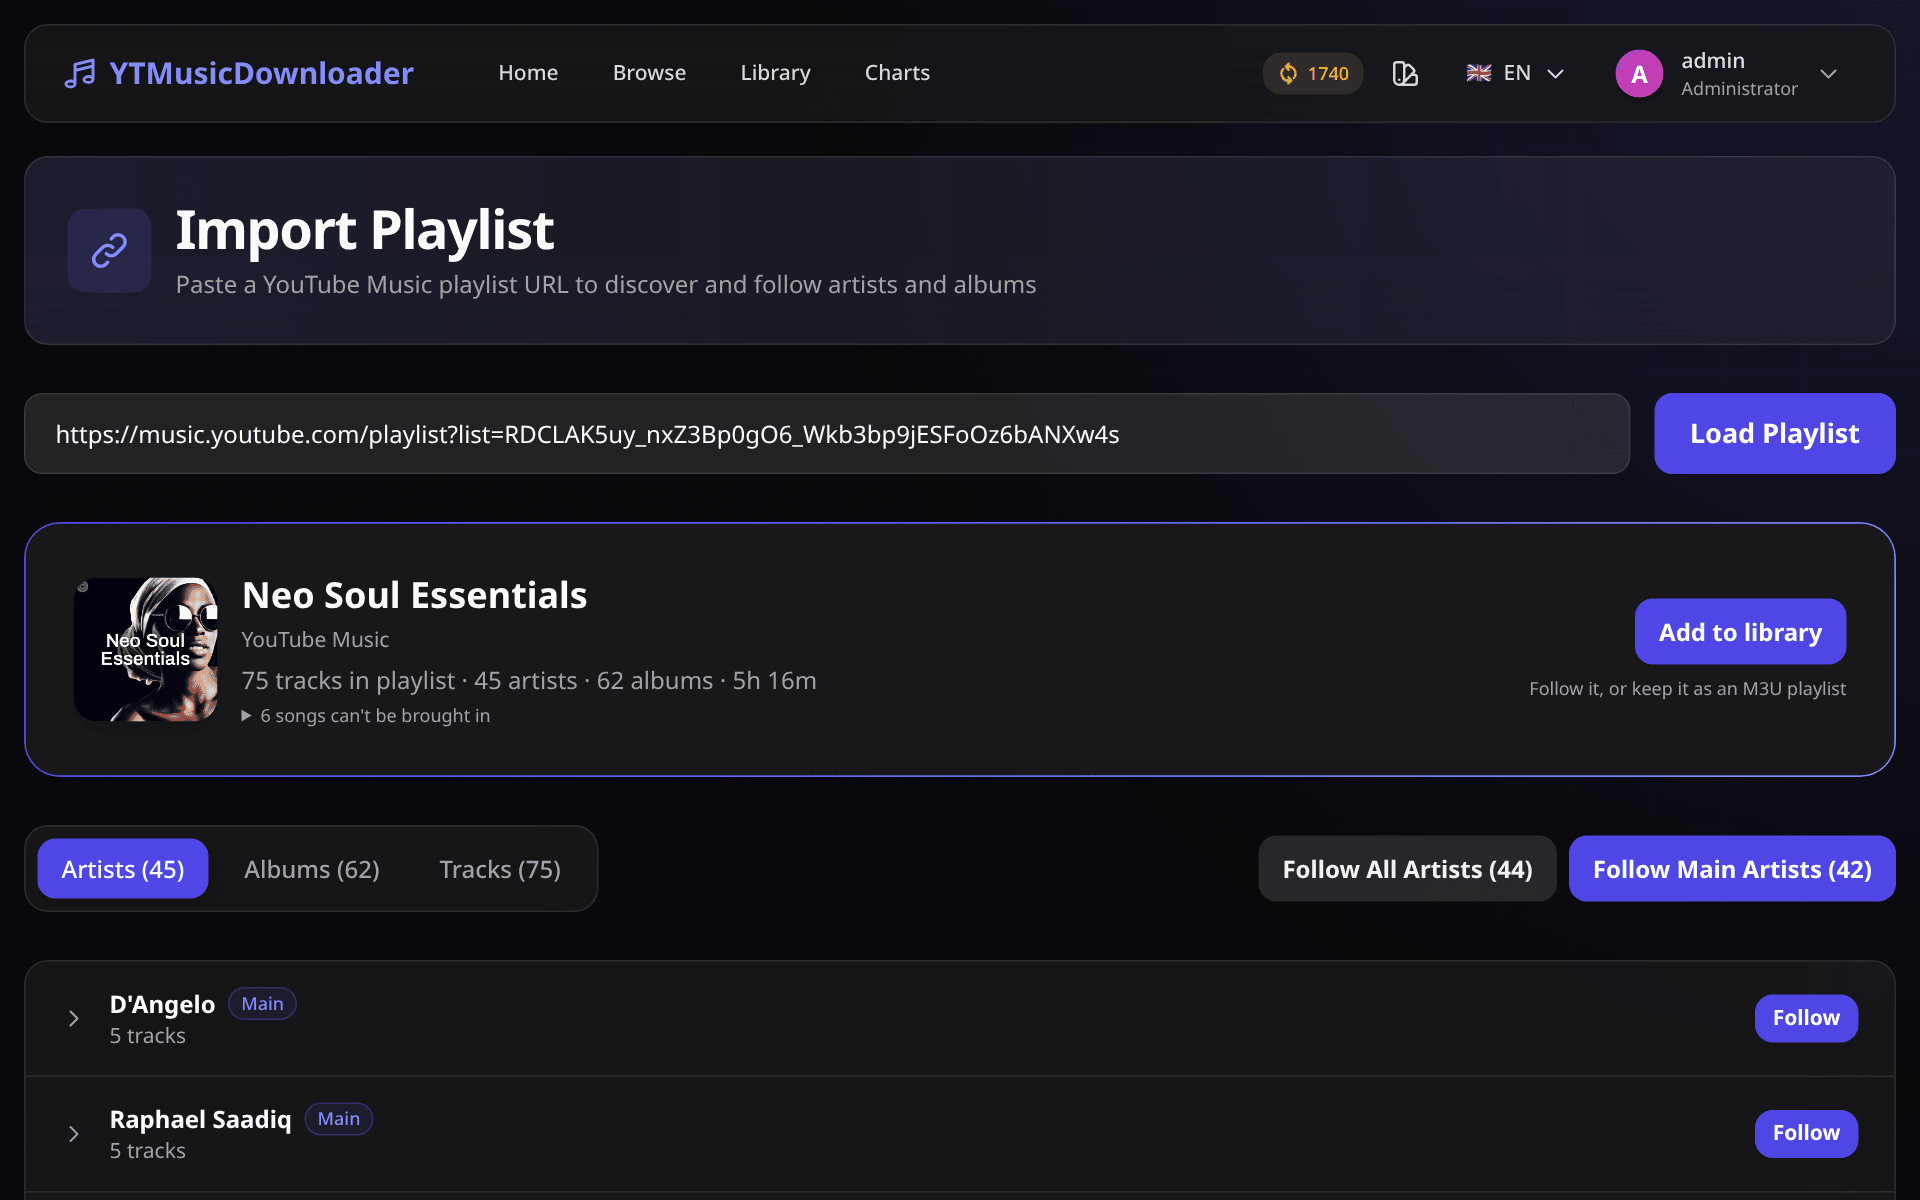 YTMusicDownloader
Home
Browse
Library
Charts
1740
EN
A
admin
Administrator
Import Playlist
Paste a YouTube Music playlist URL to discover and follow artists and albums
https://music.youtube.com/playlist?list=RDCLAK5uy_nxZ3Bp0gO6_Wkb3bp9jESFoOz6bANXw4s
Load Playlist
Neo Soul
Essentials
Neo Soul Essentials
YouTube Music
75 tracks in playlist · 45 artists · 62 albums · 5h 16m
6 songs can't be brought in
Add to library
Follow it, or keep it as an M3U playlist
Artists (45)
Albums (62)
Tracks (75)
Follow All Artists (44)
Follow Main Artists (42)
D'Angelo
Main
5 tracks
Follow
Raphael Saadiq
Main
5 tracks
Follow